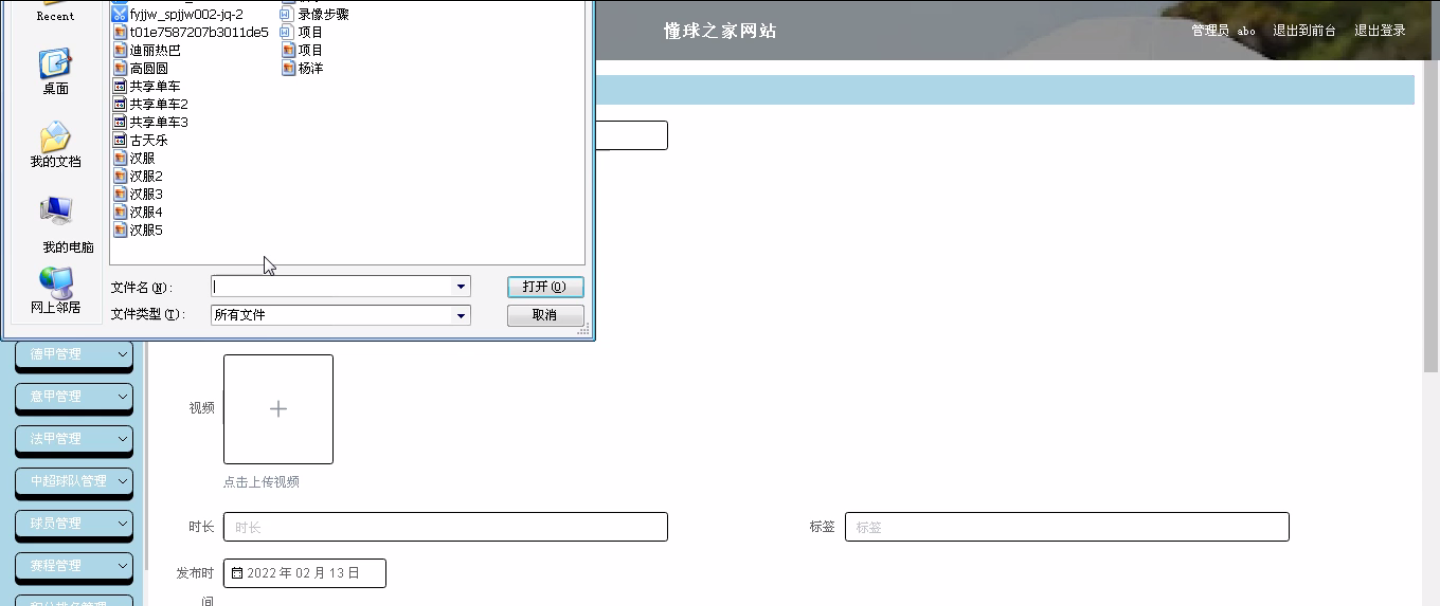 Recent
桌面
我的文档
我的电脑
网上邻居
fyjjw_spjjw002-jq-2
t01e7587207b3011de5
迪丽热巴
高圆圆
共享单车
共享单车2
共享单车3
古天乐
汉服
汉服2
汉服3
汉服4
汉服5
录像步骤
项目
项目
杨洋
文件名(N):
打开(O)
文件类型(T):
所有文件
取消
懂球之家网站
管理员 abo
退出到前台
退出登录
德甲管理
意甲管理
法甲管理
中超球队管理
球员管理
赛程管理
视频
点击上传视频
时长
时长
标签
标签
发布时
间
2022 年 02 月 13 日